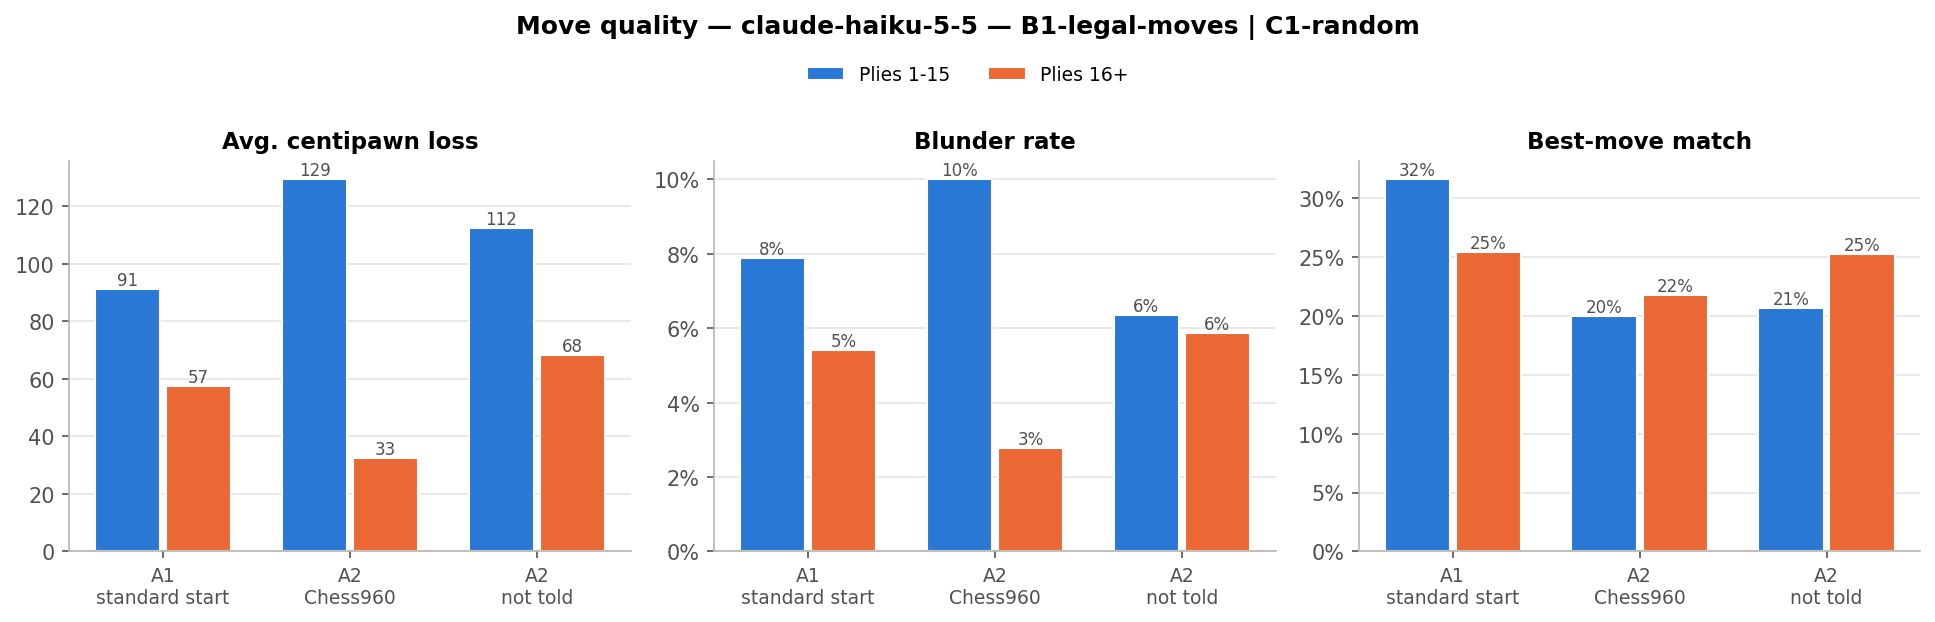 Move quality — claude-haiku-5-5 — B1-legal-moves | C1-random
Plies 1-15
Plies 16+
Avg. centipawn loss
120
100
80
60
40
20
0
91
57
129
33
112
68
A1
standard start
A2
Chess960
A2
not told
Blunder rate
10%
8%
6%
4%
2%
0%
8%
5%
10%
3%
6%
6%
A1
standard start
A2
Chess960
A2
not told
Best-move match
30%
25%
20%
15%
10%
5%
0%
32%
25%
20%
22%
21%
25%
A1
standard start
A2
Chess960
A2
not told